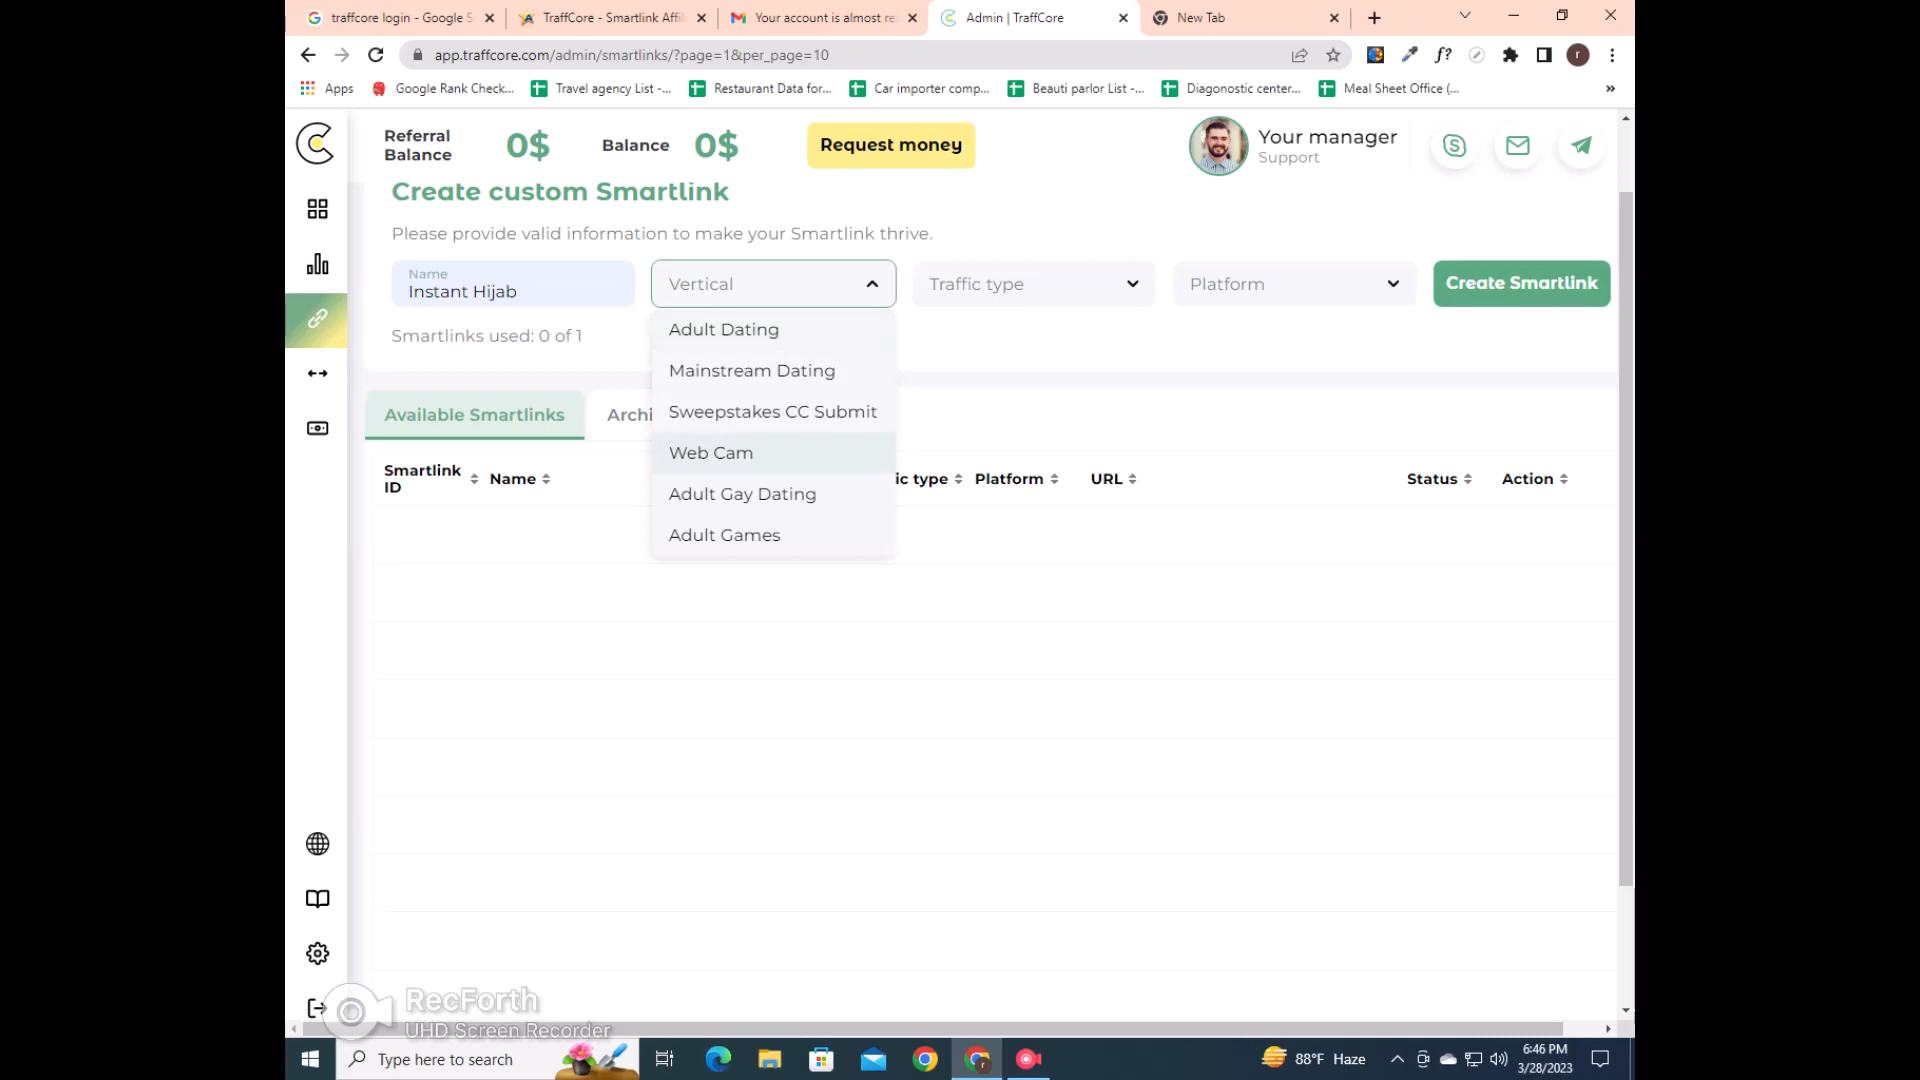 traffcore login - Google S
TraffCore - Smartlink Affil
Your account is almost re
Admin | TraffCore
New Tab
app.traffcore.com/admin/smartlinks/?page=1&per_page=10
f?
r
Apps
Google Rank Check...
Travel agency List -...
Restaurant Data for...
Car importer comp...
Beauti parlor List -...
Diagonostic center...
Meal Sheet Office (...
»
Referral
Balance
0$
Balance
0$
Request money
Your manager
Support
Create custom Smartlink
Please provide valid information to make your Smartlink thrive.
Name
Instant Hijab
Vertical
Traffic type
Platform
Create Smartlink
Smartlinks used: 0 of 1
Adult Dating
Mainstream Dating
Sweepstakes CC Submit
Web Cam
Adult Gay Dating
Adult Games
Available Smartlinks
Archi
Smartlink
ID
Name
ic type
Platform
URL
Status
Action
RecForth
UHD Screen Recorder
Type here to search
88°F Haze
6:46 PM
3/28/2023